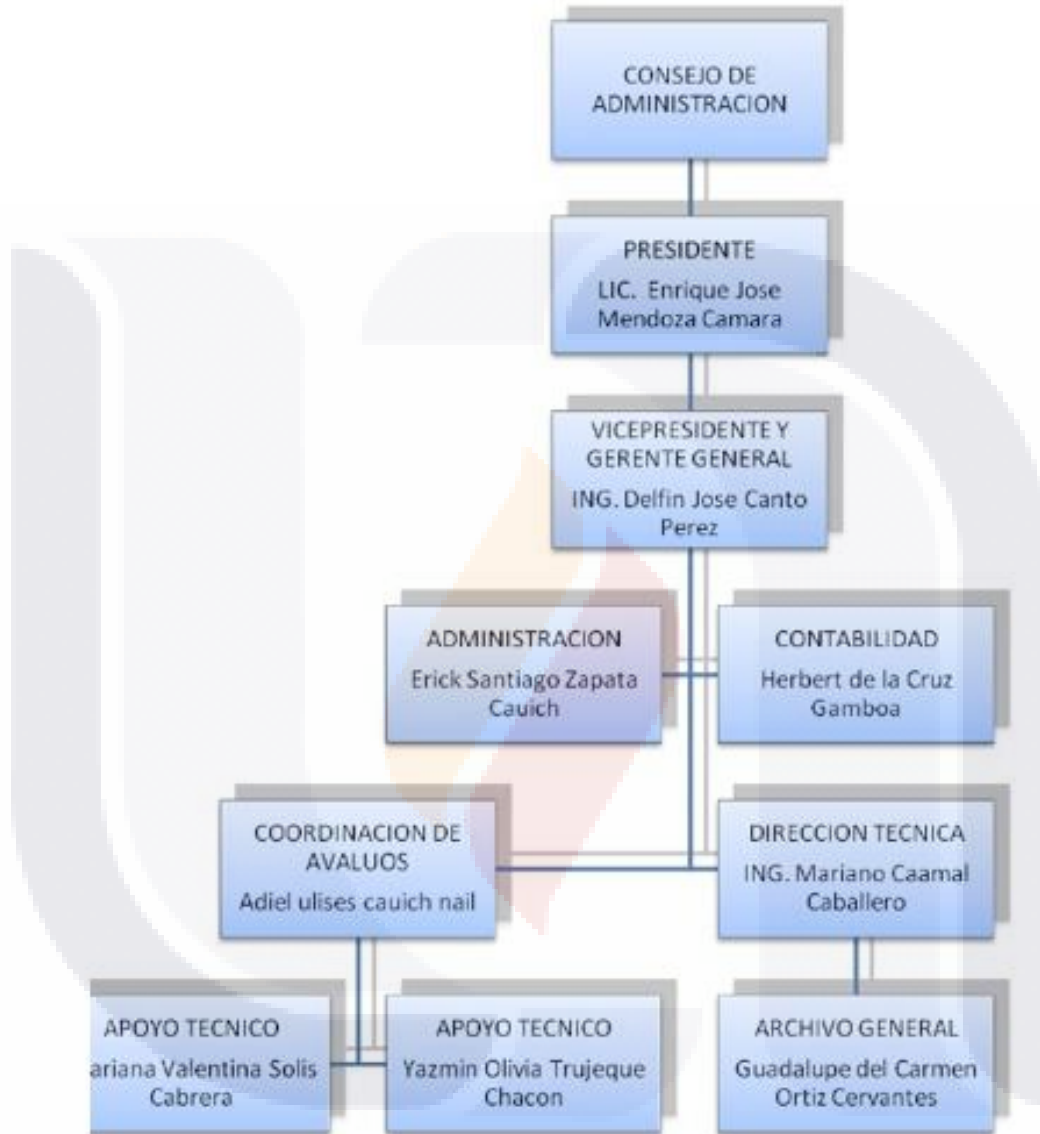 CONSEJO DE
ADMINISTRACION
PRESIDENTE
LIC. Enrique Jose
Mendoza Camara
VICEPRESIDENTE Y
GERENTE GENERAL
ING. Delfin Jose Canto
Perez
ADMINISTRACION
Erick Santiago Zapata
Cauich
CONTABILIDAD
Herbert de la Cruz
Gamboa
COORDINACION DE
AVALUOS
Adiel ulises cauich nail
DIRECCION TECNICA
ING. Mariano Caamal
Caballero
APOYO TECNICO
Valentina Solis
Cabrera
APOYO TECNICO
Yazmin Olivia Trujeque
Chacon
ARCHIVO GENERAL
Guadalupe del Carmen
Ortiz Cervantes